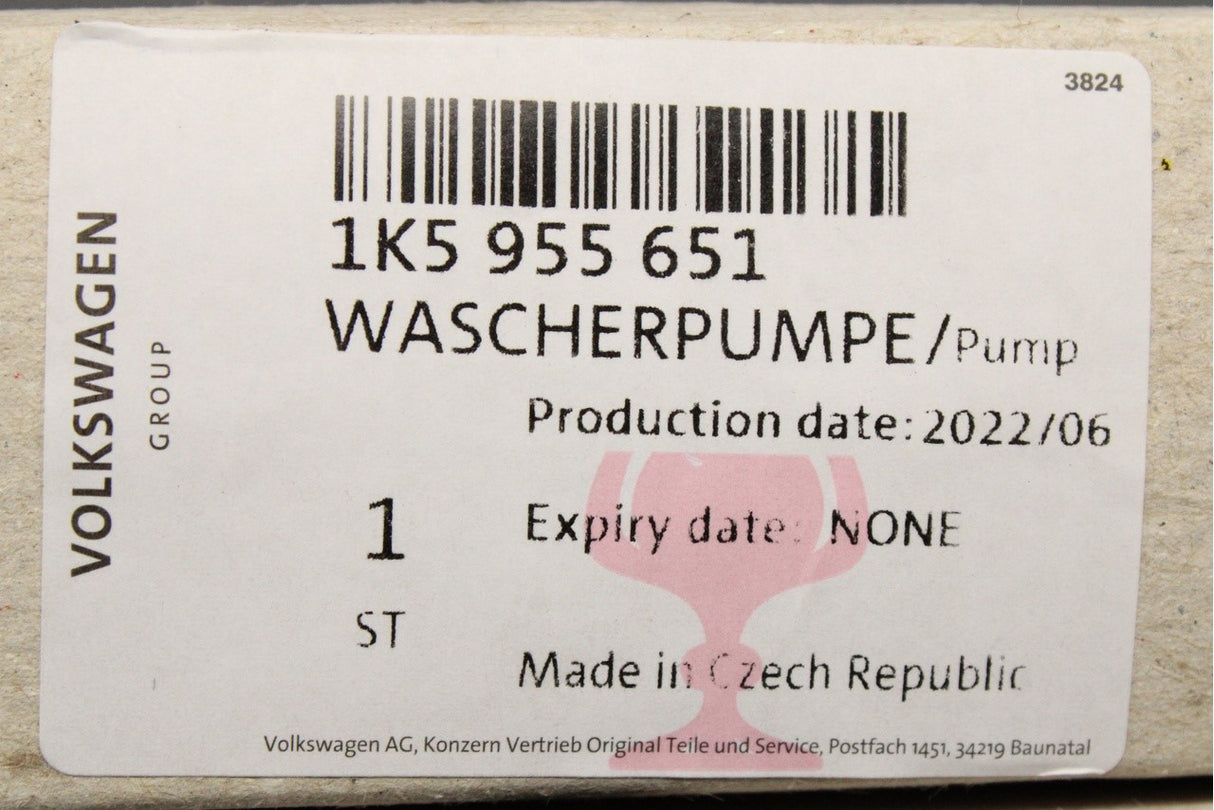 3824
1K5 955 651
WASCHERPUMPE/Pump
Production date: 2022/06
1
Expiry date: NONE
ST
Made in Czech Republic
Volkswagen AG, Konzern Vertrieb Original Teile und Service, Postfach 1451, 34219 Baunatal
VOLKSWAGEN
GROUP